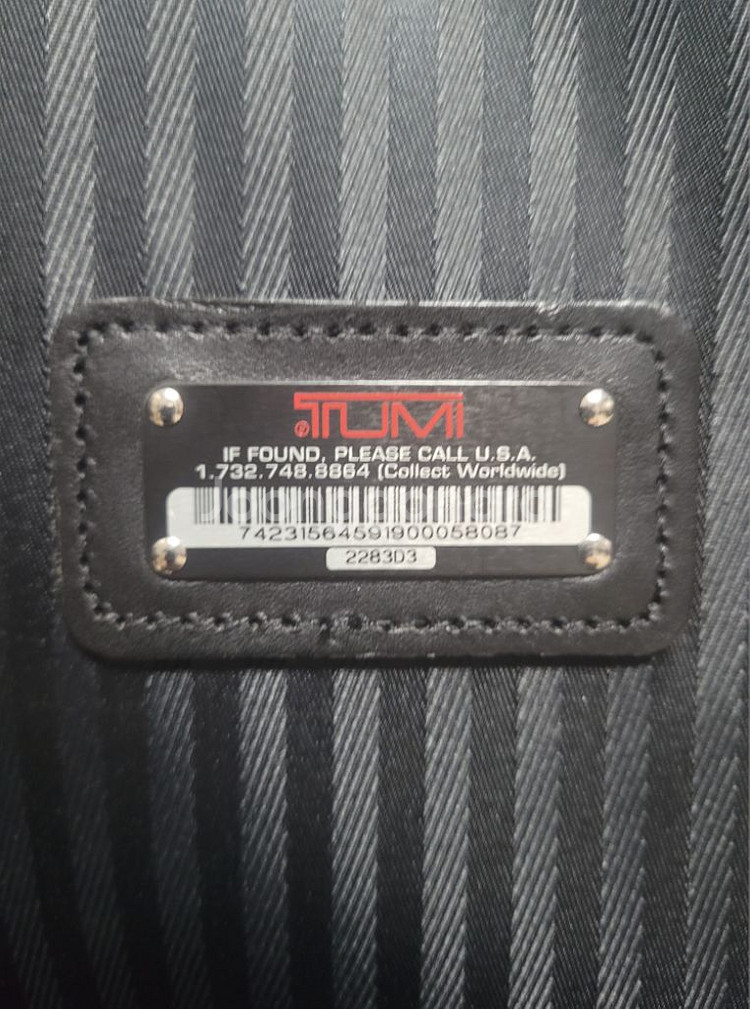 TUMI
IF FOUND, PLEASE CALL U.S.A.
1.732.748.8864 (Collect Worldwide)
74231564591900058087
2283D3